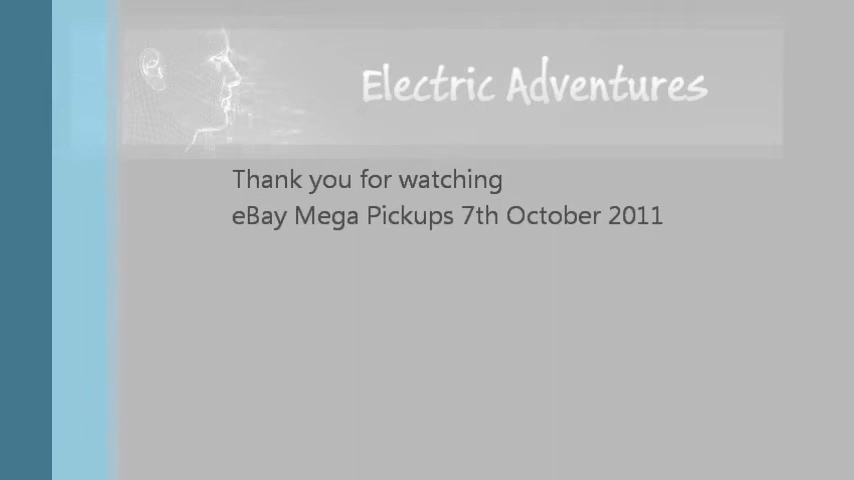 Electric Adventures
Thank you for watching
eBay Mega Pickups 7th October 2011